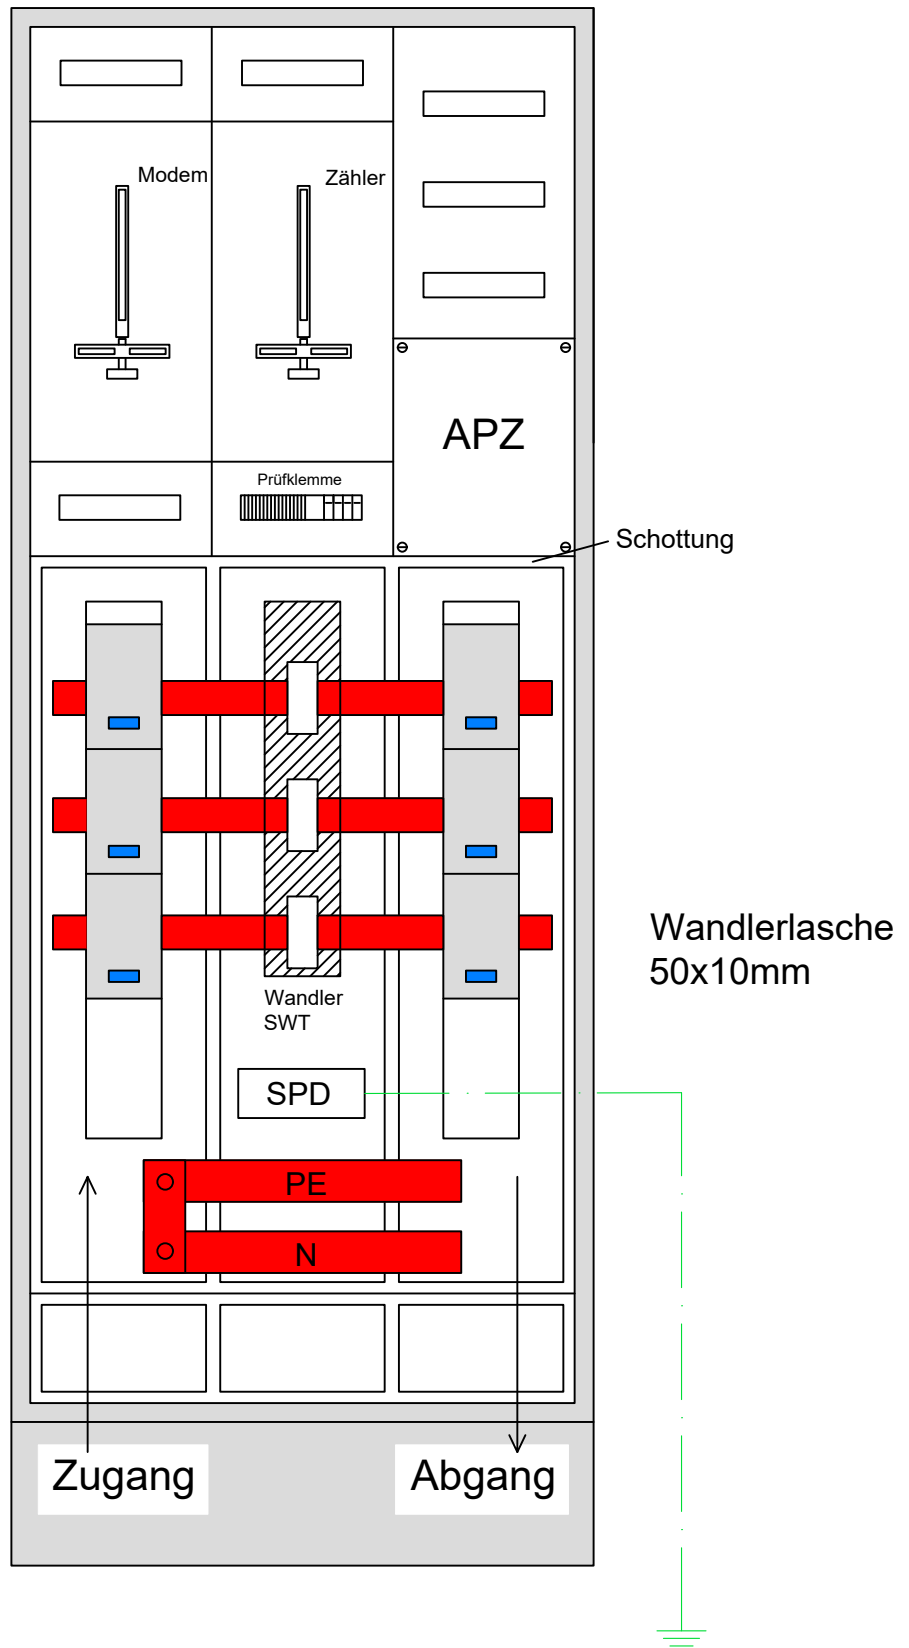 Modem
Zähler
APZ
Prüfklemme
Schottung
Wandlerlasche
50x10mm
Wandler
SWT
SPD
PE
N
Zugang
Abgang